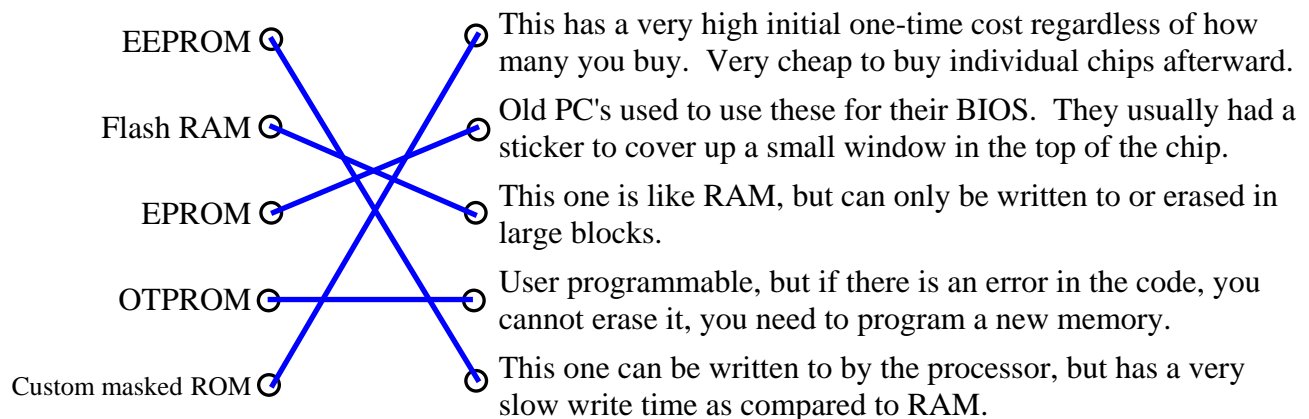 EEPROM
Flash RAM
EPROM
OTPROM
Custom masked ROM
This has a very high initial one-time cost regardless of how
many you buy.  Very cheap to buy individual chips afterward.
Old PC's used to use these for their BIOS.  They usually had a
sticker to cover up a small window in the top of the chip.
This one is like RAM, but can only be written to or erased in
large blocks.
User programmable, but if there is an error in the code, you
cannot erase it, you need to program a new memory.
This one can be written to by the processor, but has a very
slow write time as compared to RAM.